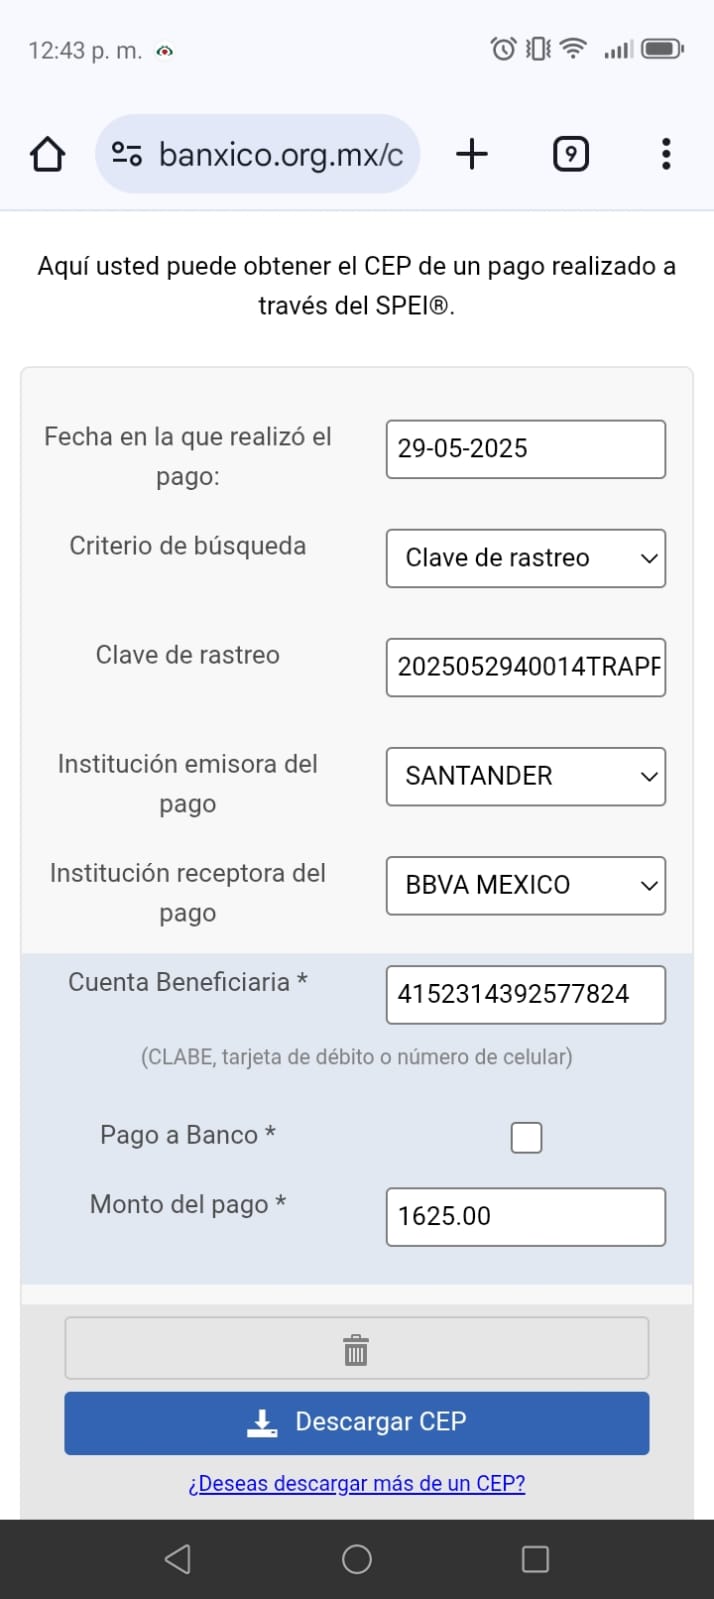 12:43 p. m.
banxico.org.mx/c
9
Aquí usted puede obtener el CEP de un pago realizado a
través del SPEI®.
Fecha en la que realizó el
pago:
29-05-2025
Criterio de búsqueda
Clave de rastreo
Clave de rastreo
2025052940014TRAPF
Institución emisora del
pago
SANTANDER
Institución receptora del
pago
BBVA MEXICO
Cuenta Beneficiaria *
4152314392577824
(CLABE, tarjeta de débito o número de celular)
Pago a Banco *
Monto del pago *
1625.00
Descargar CEP
¿Deseas descargar más de un CEP?